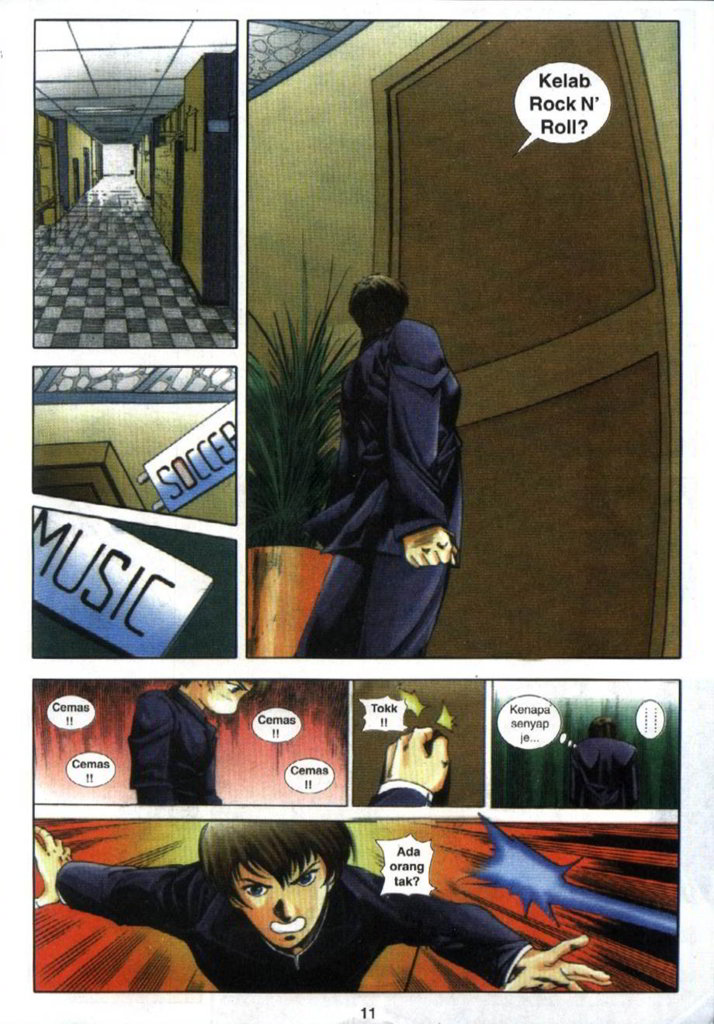 Kelab
Rock N'
Roll?
SOCCER
MUSIC
Cemas
!!
Cemas
!!
Cemas
!!
Cemas
!!
Tokk
!!
Kenapa
senyap
je...
Ada
orang
tak?
11